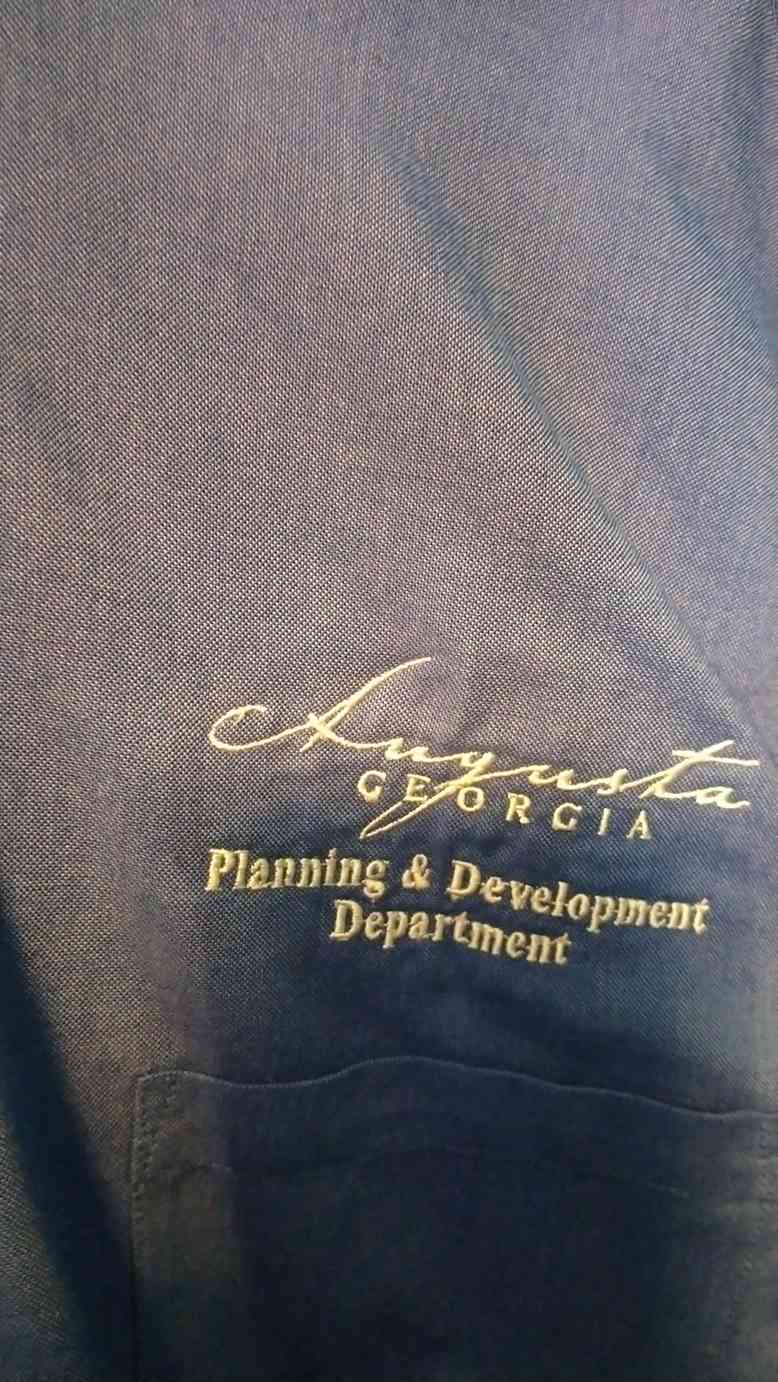 Augusta
GEORGIA
Planning & Development
Department